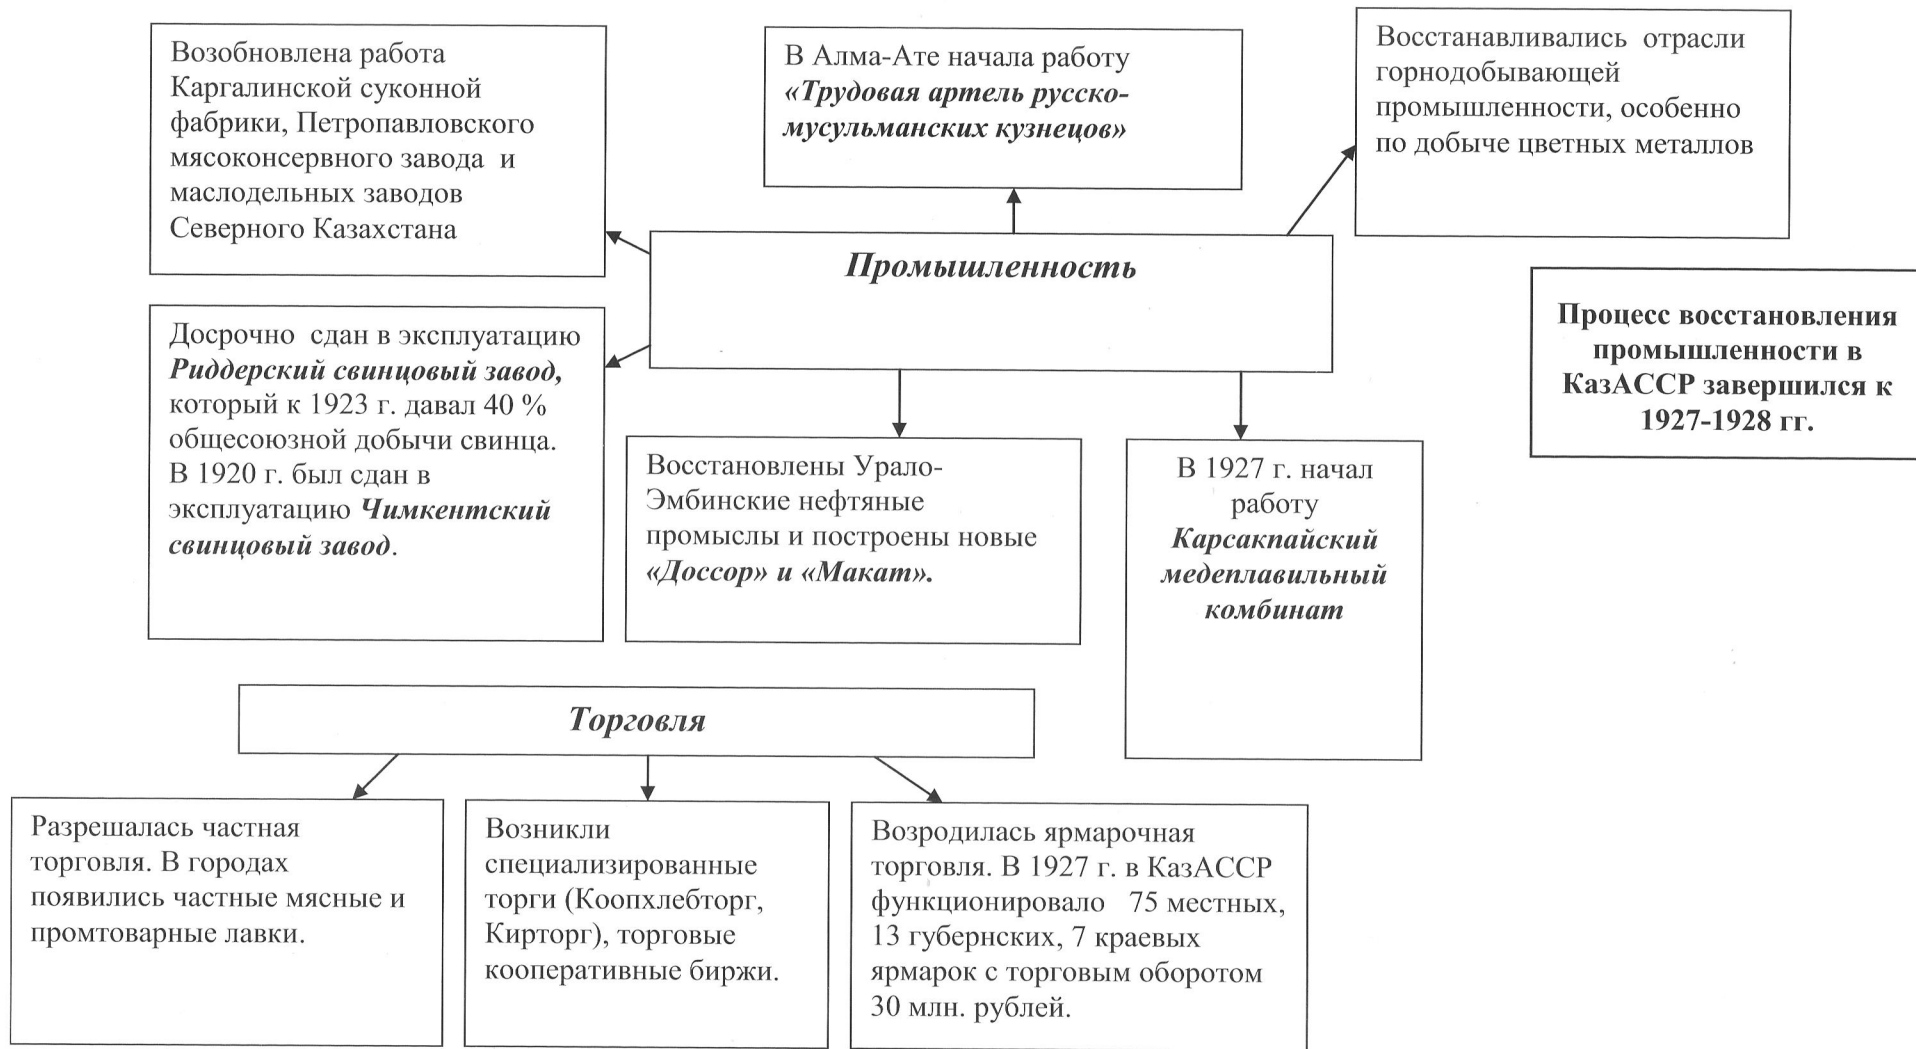 Возобновлена работа
Каргалинской суконной
фабрики, Петропавловского
мясоконсервного завода и
маслодельных заводов
Северного Казахстана
В Алма-Ате начала работу
«Трудовая артель русско-
мусульманских кузнецов»
Восстанавливались отрасли
горнодобывающей
промышленности, особенно
по добыче цветных металлов
Промышленность
Процесс восстановления
промышленности в
КазАССР завершился к
1927-1928 гг.
Досрочно сдан в эксплуатацию
Риддерский свинцовый завод,
который к 1923 г. давал 40 %
общесоюзной добычи свинца.
В 1920 г. был сдан в
эксплуатацию Чимкентский
свинцовый завод.
Восстановлены Урало-
Эмбинские нефтяные
промыслы и построены новые
«Доссор» и «Макат».
В 1927 г. начал
работу
Карсакпайский
медеплавильный
комбинат
Торговля
Разрешалась частная
торговля. В городах
появились частные мясные и
промтоварные лавки.
Возникли
специализированные
торги (Коопхлебторг,
Кирторг), торговые
кооперативные биржи.
Возродилась ярмарочная
торговля. В 1927 г. в КазАССР
функционировало 75 местных,
13 губернских, 7 краевых
ярмарок с торговым оборотом
30 млн. рублей.